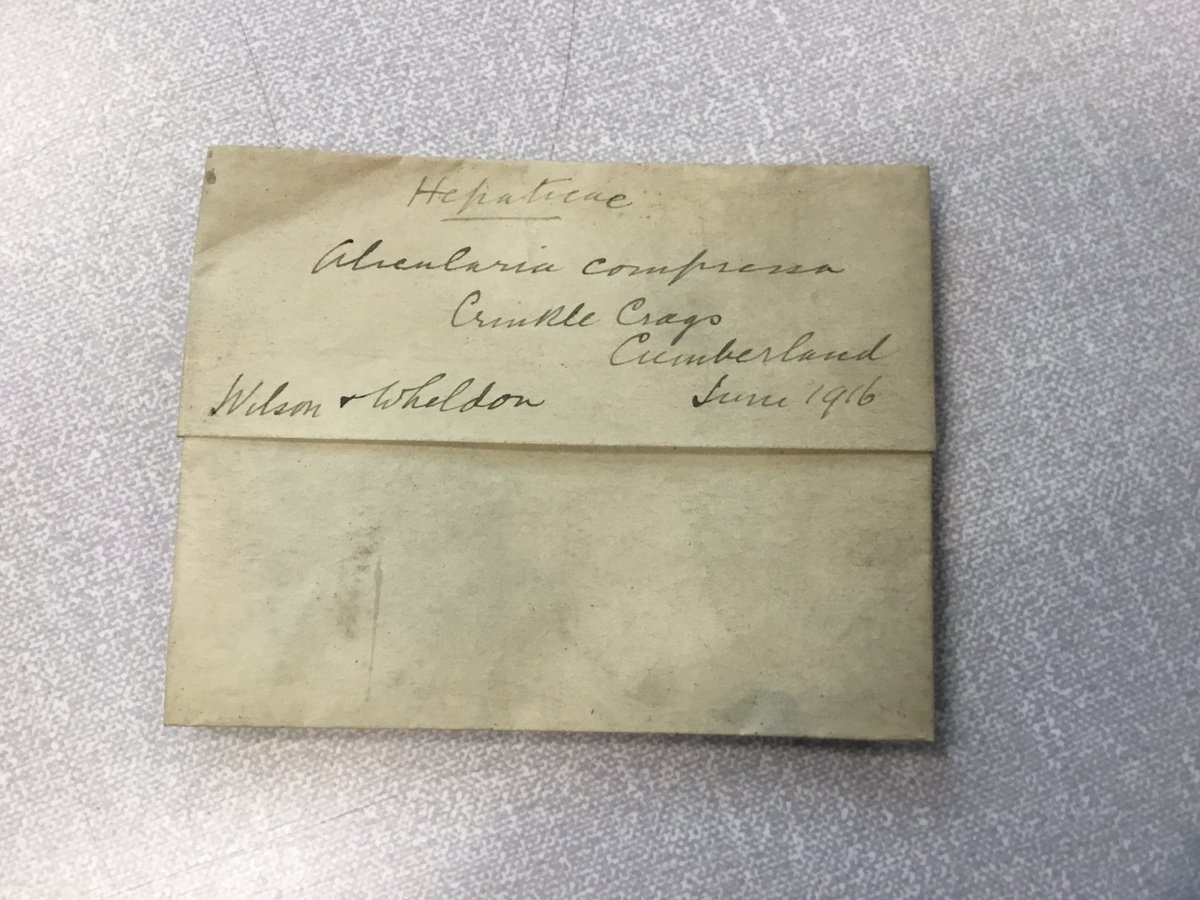 Hepaticae
Alicularia compressa
Crinkle Crags
Cumberland
Wilson & Wheldon June 1916